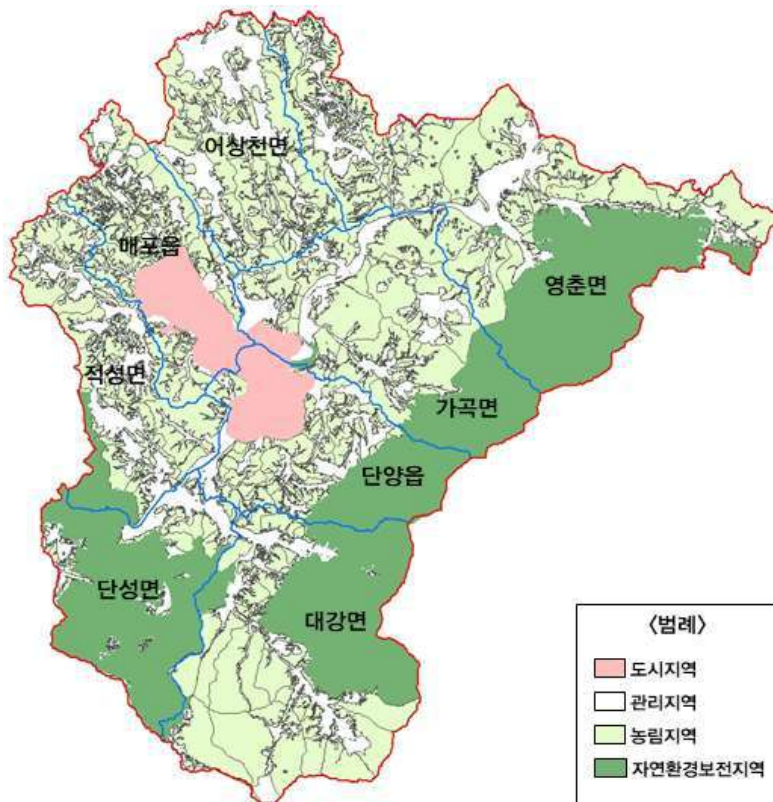 어상천면
매포읍
영춘면
적성면
가곡면
단양읍
단성면
대강면
<범례>
도시지역
관리지역
농림지역
자연환경보전지역